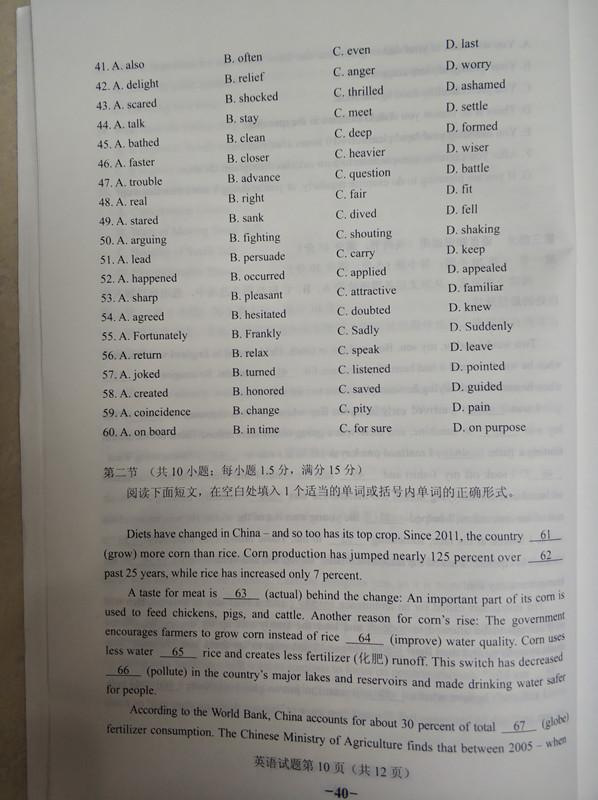 41. A. also B. often C. even D. last
42. A. delight B. relief C. anger D. worry
43. A. scared B. shocked C. thrilled D. ashamed
44. A. talk B. stay C. meet D. settle
45. A. bathed B. clean C. deep D. formed
46. A. faster B. closer C. heavier D. wiser
47. A. trouble B. advance C. question D. battle
48. A. real B. right C. fair D. fit
49. A. stared B. sank C. dived D. fell
50. A. arguing B. fighting C. shouting D. shaking
51. A. lead B. persuade C. carry D. keep
52. A. happened B. occurred C. applied D. appealed
53. A. sharp B. pleasant C. attractive D. familiar
54. A. agreed B. hesitated C. doubted D. knew
55. A. Fortunately B. Frankly C. Sadly D. Suddenly
56. A. return B. relax C. speak D. leave
57. A. joked B. turned C. listened D. pointed
58. A. created B. honored C. saved D. guided
59. A. coincidence B. change C. pity D. pain
60. A. on board B. in time C. for sure D. on purpose
第二节 (共 10 小题；每小题 1.5 分，满分 15 分)
阅读下面短文，在空白处填入 1 个适当的单词或括号内单词的正确形式。
Diets have changed in China – and so too has its top crop. Since 2011, the country 61
(grow) more corn than rice. Corn production has jumped nearly 125 percent over 62
past 25 years, while rice has increased only 7 percent.
A taste for meat is 63 (actual) behind the change: An important part of its corn is
used to feed chickens, pigs, and cattle. Another reason for corn's rise: The government
encourages farmers to grow corn instead of rice 64 (improve) water quality. Corn uses
less water 65 rice and creates less fertilizer (化肥) runoff. This switch has decreased
66 (pollute) in the country's major lakes and reservoirs and made drinking water safer
for people.
According to the World Bank, China accounts for about 30 percent of total 67 (globe)
fertilizer consumption. The Chinese Ministry of Agriculture finds that between 2005 – when
英语试题第 10 页（共 12 页）
–40–